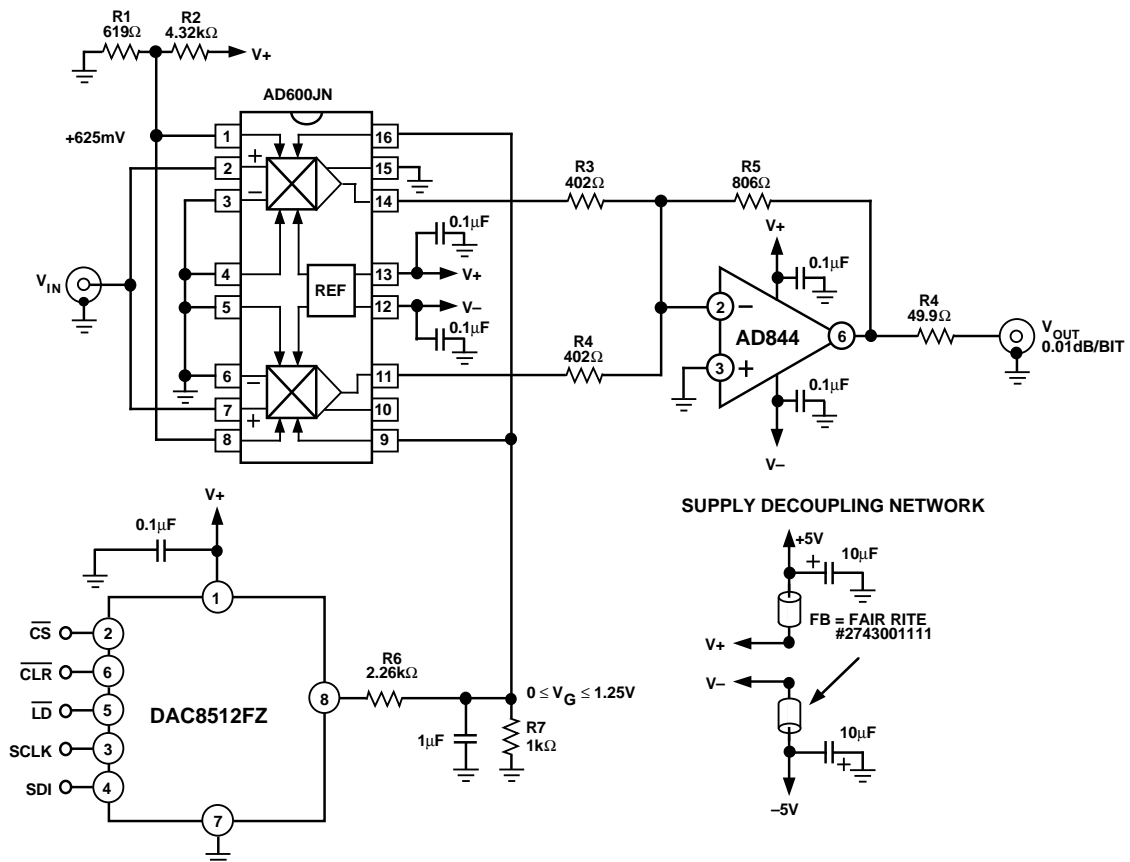 R1
619Ω
R2
4.32kΩ
V+
AD600JN
+625mV
1
16
2
+
15
3
–
14
4
13
REF
5
12
6
–
11
7
+
10
8
9
0.1μF
V+
V–
0.1μF
V IN
R3
402Ω
R5
806Ω
R4
402Ω
V+
0.1μF
2
–
AD844
6
3
+
0.1μF
V–
R4
49.9Ω
V OUT
0.01dB/BIT
V+
0.1μF
1
CS
2
CLR
6
LD
5
SCLK
3
SDI
4
DAC8512FZ
8
7
R6
2.26kΩ
0 ≤ V G ≤ 1.25V
1μF
R7
1kΩ
SUPPLY DECOUPLING NETWORK
+5V
+
10μF
FB = FAIR RITE
#2743001111
V+
V–
10μF
+
–5V